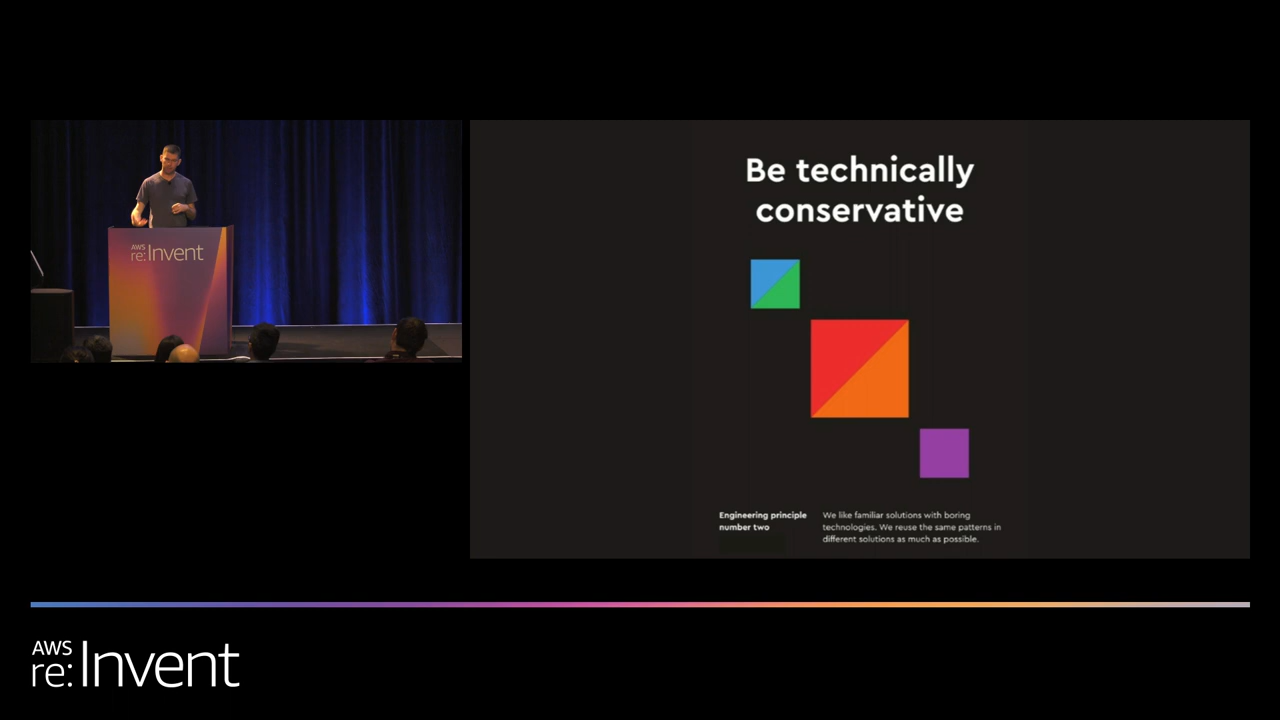 AWS
re:Invent
Be technically
conservative
Engineering principle
number two
We like familiar solutions with boring
technologies. We reuse the same patterns in
different solutions as much as possible.
AWS
re:Invent